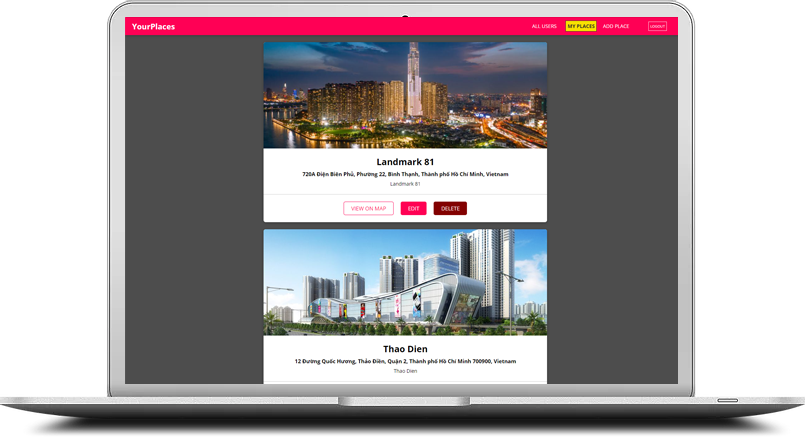 YourPlaces
ALL USERS MY PLACES ADD PLACE LOGOUT
Landmark 81
720A Điện Biên Phủ, Phường 22, Bình Thạnh, Thành phố Hồ Chí Minh, Vietnam
Landmark 81
VIEW ON MAP EDIT DELETE
Thao Dien
12 Đường Quốc Hương, Thảo Điền, Quận 2, Thành phố Hồ Chí Minh 700900, Vietnam
Thao Dien